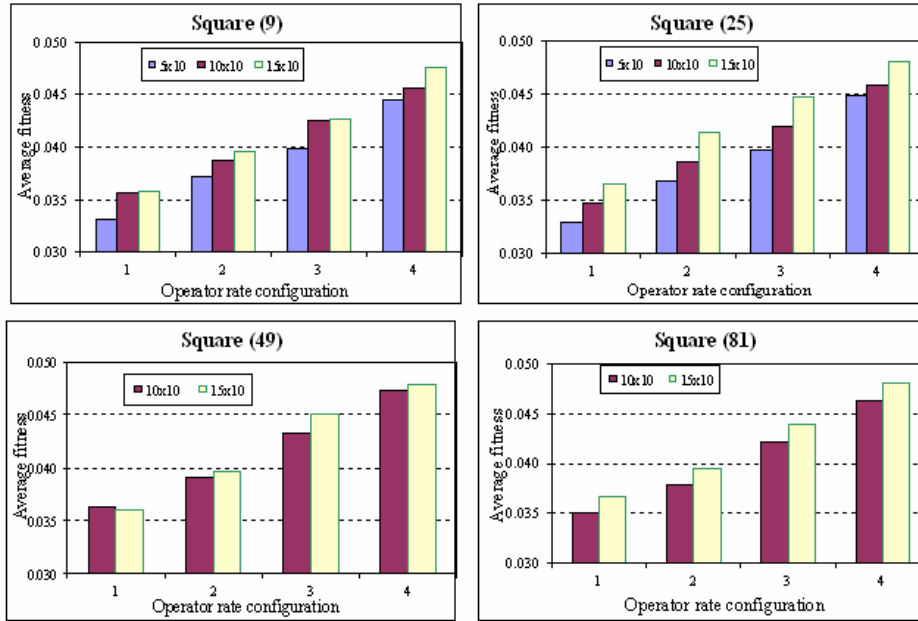 Square (9)
Average fitness
0.050
0.045
0.040
0.035
0.030
5x10 10x10 15x10
1 2 3 4
Operator rate configuration
Square (25)
Average fitness
0.050
0.045
0.040
0.035
0.030
5x10 10x10 15x10
1 2 3 4
Operator rate configuration
Square (49)
Average fitness
0.050
0.045
0.040
0.035
0.030
10x10 15x10
1 2 3 4
Operator rate configuration
Square (81)
Average fitness
0.050
0.045
0.040
0.035
0.030
10x10 15x10
1 2 3 4
Operator rate configuration